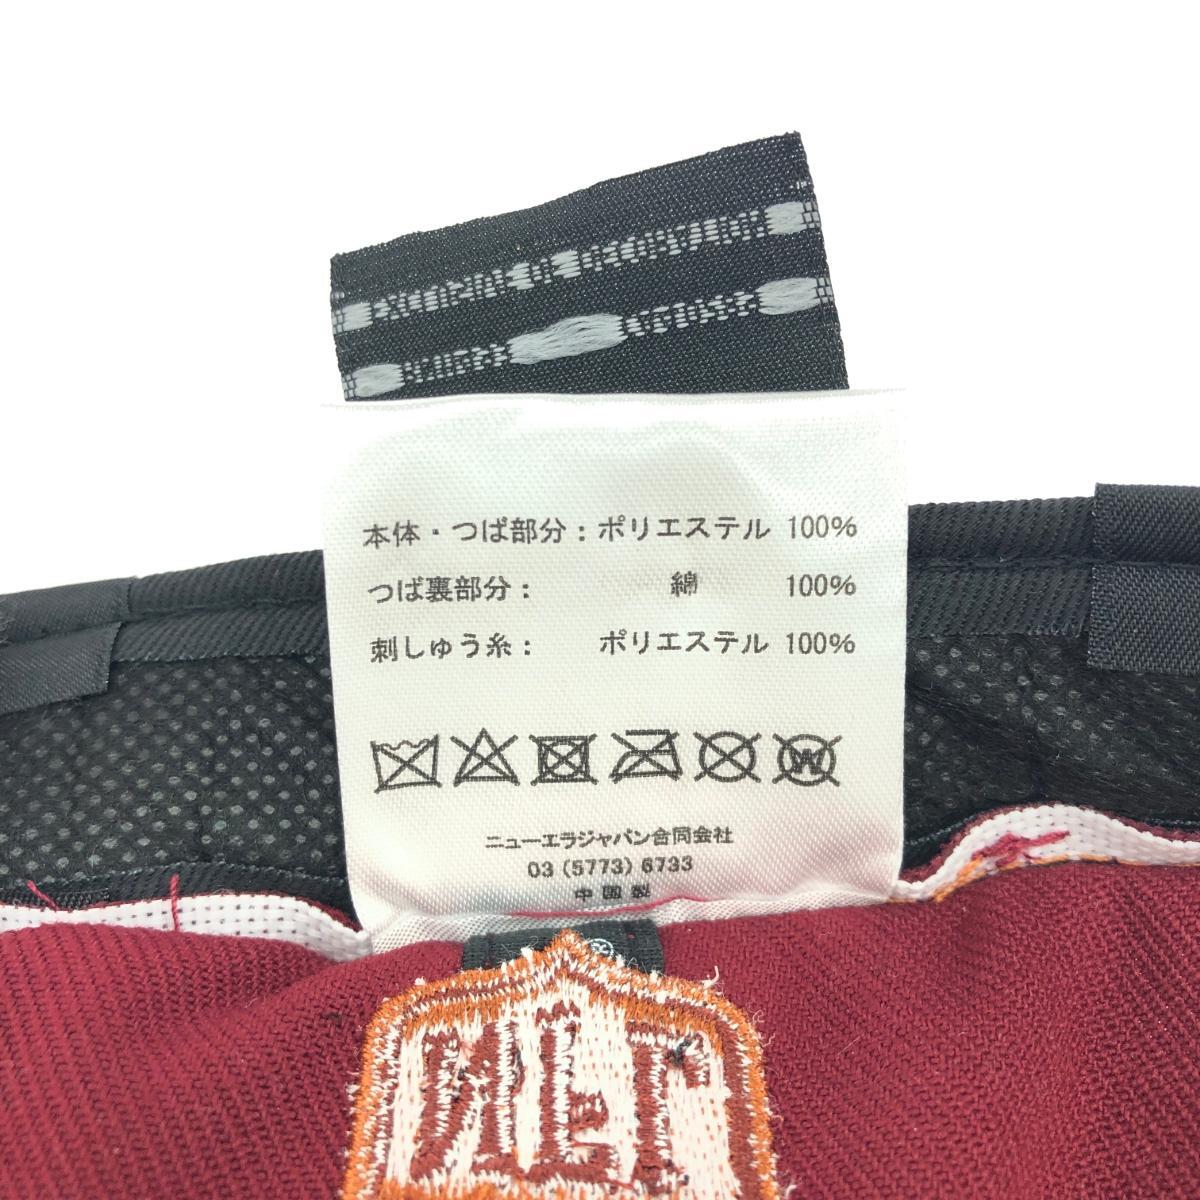 本体・つば部分：ポリエステル 100%
つば裏部分： 綿 100%
刺しゅう糸： ポリエステル 100%
W
ニューエラジャパン合同会社
03 (5773) 6733
中国製
®